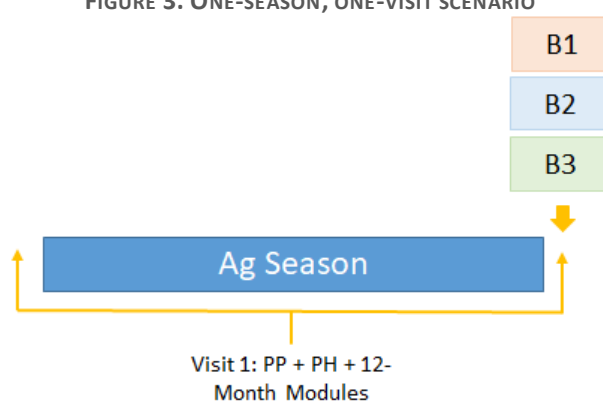 FIGURE 3. ONE-SEASON, ONE-VISIT SCENARIO
B1
B2
B3
Ag Season
Visit 1: PP + PH + 12-
Month Modules